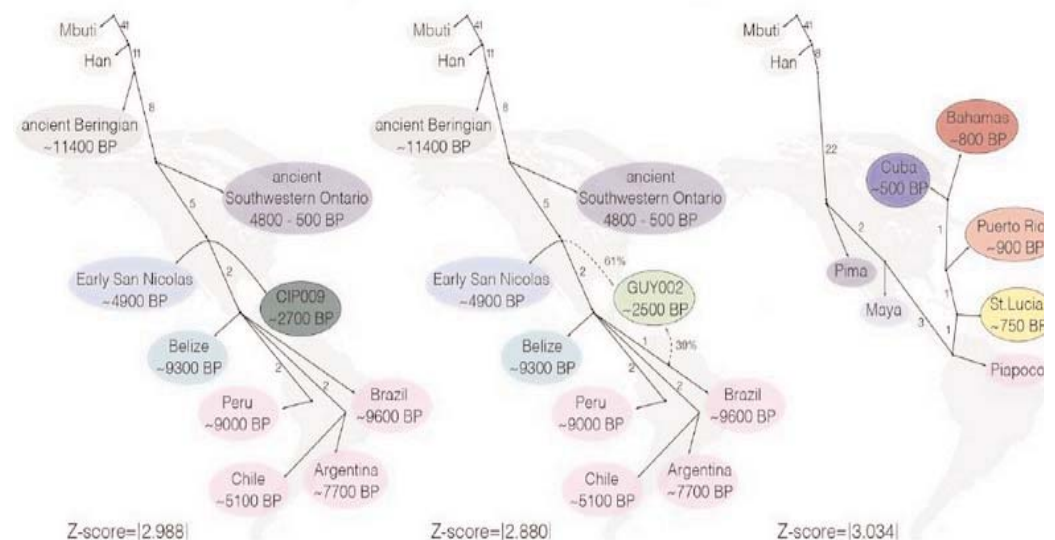 Mbuti
41
Han
11
8
ancient Beringian
~11400 BP
ancient
Southwestern Ontario
4800 - 500 BP
5
Early San Nicolas
~4900 BP
2
CIP009
~2700 BP
Belize
~9300 BP
2
2
Peru
~9000 BP
Brazil
~9600 BP
Chile
~5100 BP
Argentina
~7700 BP
Z-score=|2.988|
Mbuti
41
Han
11
8
ancient Beringian
~11400 BP
ancient
Southwestern Ontario
4800 - 500 BP
5
61%
Early San Nicolas
~4900 BP
2
GUY002
~2500 BP
Belize
~9300 BP
1
39%
2
2
Peru
~9000 BP
Brazil
~9600 BP
Chile
~5100 BP
Argentina
~7700 BP
Z-score=|2.880|
Mbuti
41
Han
8
Bahamas
~800 BP
22
Cuba
~500 BP
2
1
Puerto Rico
~900 BP
Pima
Maya
1
3
1
St.Lucia
~750 BP
Piapoco
Z-score=|3.034|